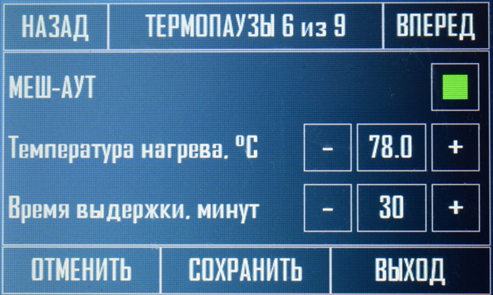 НАЗАД ТЕРМОПАУЗЫ 6 из 9 ВПЕРЕД
МЕШ-АУТ
Температура нагрева, °C - 78.0 +
Время выдержки, минут - 30 +
ОТМЕНИТЬ СОХРАНИТЬ ВЫХОД